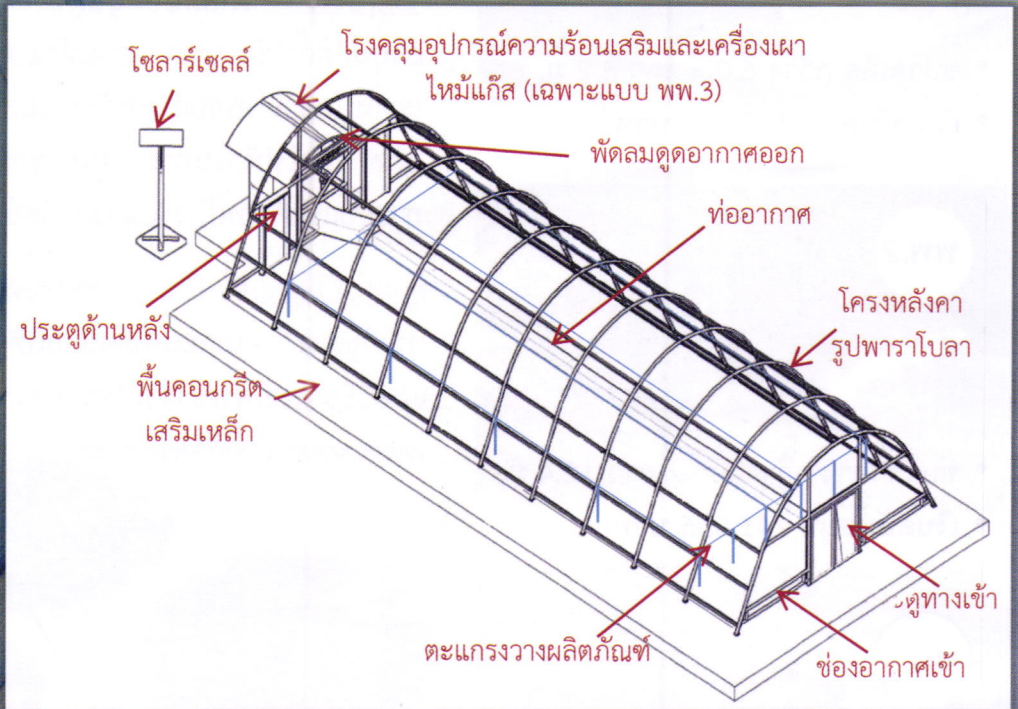 โซลาร์เซลล์
โรงคลุมอุปกรณ์ความร้อนเสริมและเครื่องเผา
ไหม้แก๊ส (เฉพาะแบบ พพ.3)
พัดลมดูดอากาศออก
ท่ออากาศ
โครงหลังคา
รูปพาราโบลา
ประตูด้านหลัง
พื้นคอนกรีต
เสริมเหล็ก
ตะแกรงวางผลิตภัณฑ์
ช่องอากาศเข้า